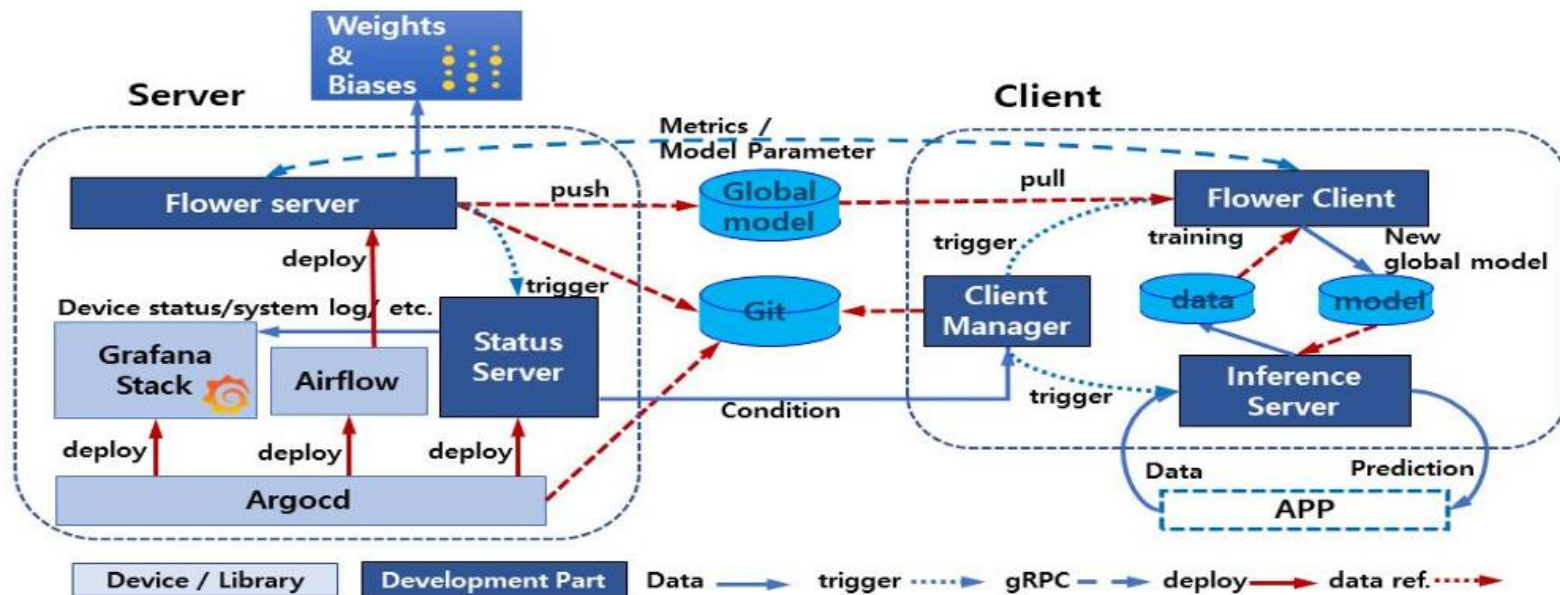 Weights
&
Biases
Server
Client
Metrics /
Model Parameter
Flower server
push
Global
model
pull
Flower Client
deploy
trigger
trigger
training
New
global model
Device status/system log/ etc.
Grafana
Stack
Airflow
Status
Server
Git
Client
Manager
data
model
Condition
trigger
Inference
Server
deploy
deploy
deploy
Data
Prediction
Argocd
APP
Device / Library
Development Part
Data
trigger
gRPC
deploy
data ref.